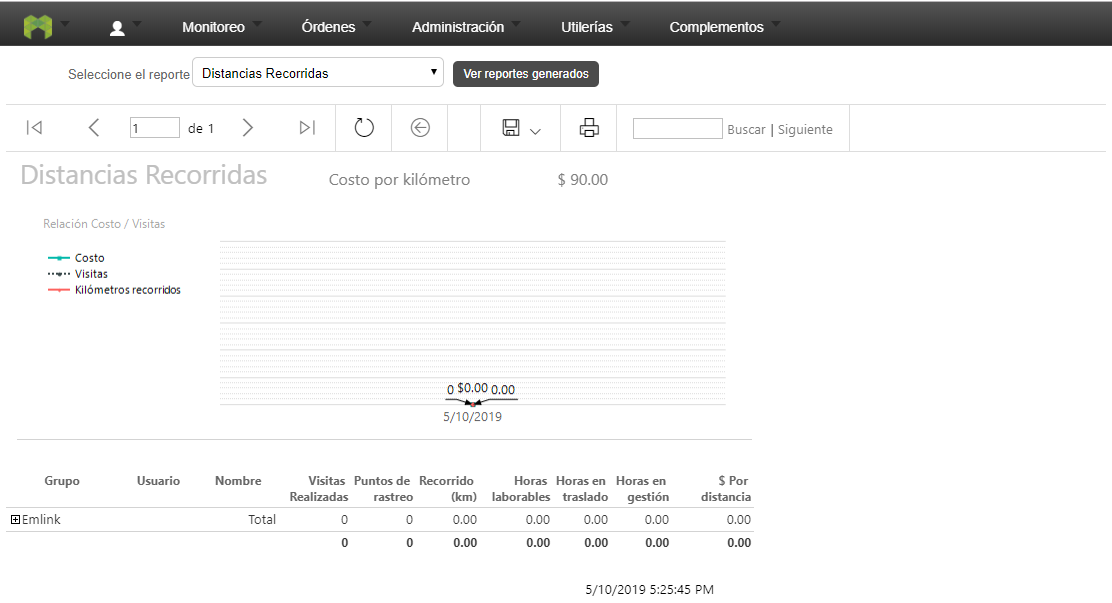 Monitoreo Órdenes Administración Utilerías Complementos
Seleccione el reporte Distancias Recorridas Ver reportes generados
1 de 1 Buscar | Siguiente
Distancias Recorridas Costo por kilómetro $ 90.00
Relación Costo / Visitas
Costo
Visitas
Kilómetros recorridos
0 $0.00 0.00
5/10/2019
Grupo Usuario Nombre Visitas Puntos de Recorrido Horas Horas en Horas en $ Por
Realizadas rastreo (km) laborables traslado gestión distancia
Emlink Total 0 0 0.00 0.00 0.00 0.00 0.00
0 0 0.00 0.00 0.00 0.00 0.00
5/10/2019 5:25:45 PM